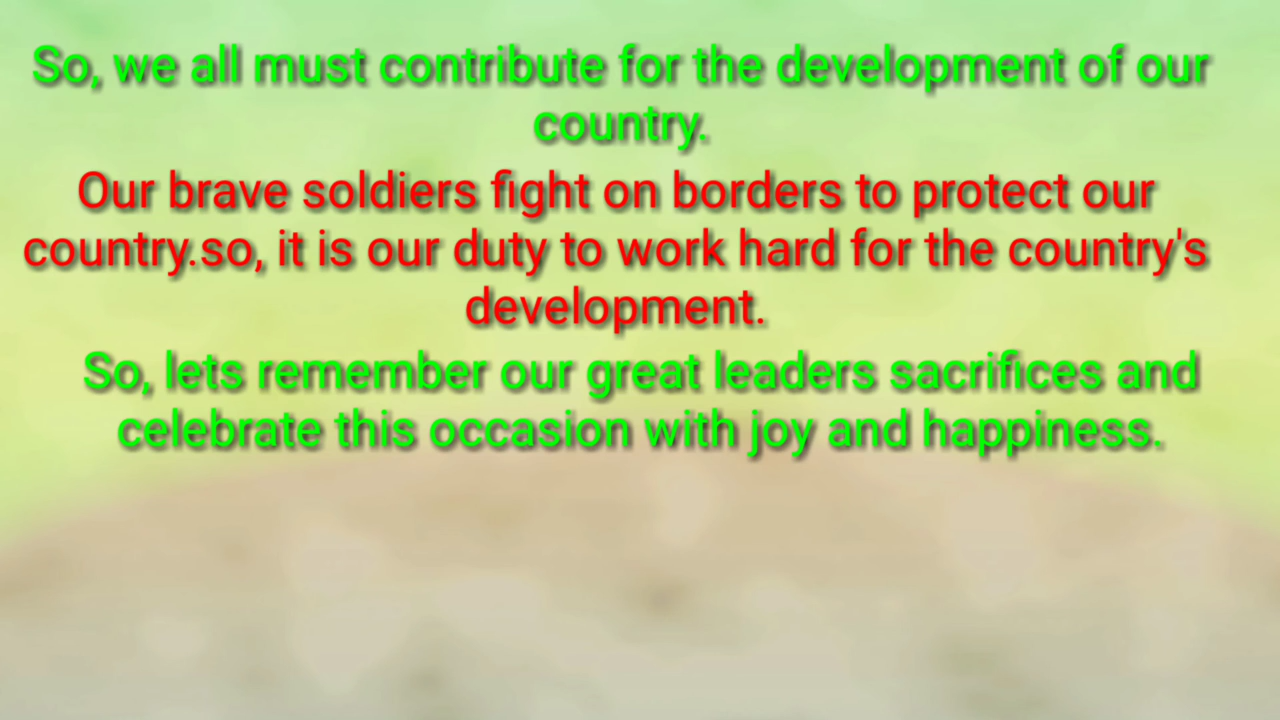 So, we all must contribute for the development of our
country.
Our brave soldiers fight on borders to protect our
country.so, it is our duty to work hard for the country's
development.
So, lets remember our great leaders sacrifices and
celebrate this occasion with joy and happiness.